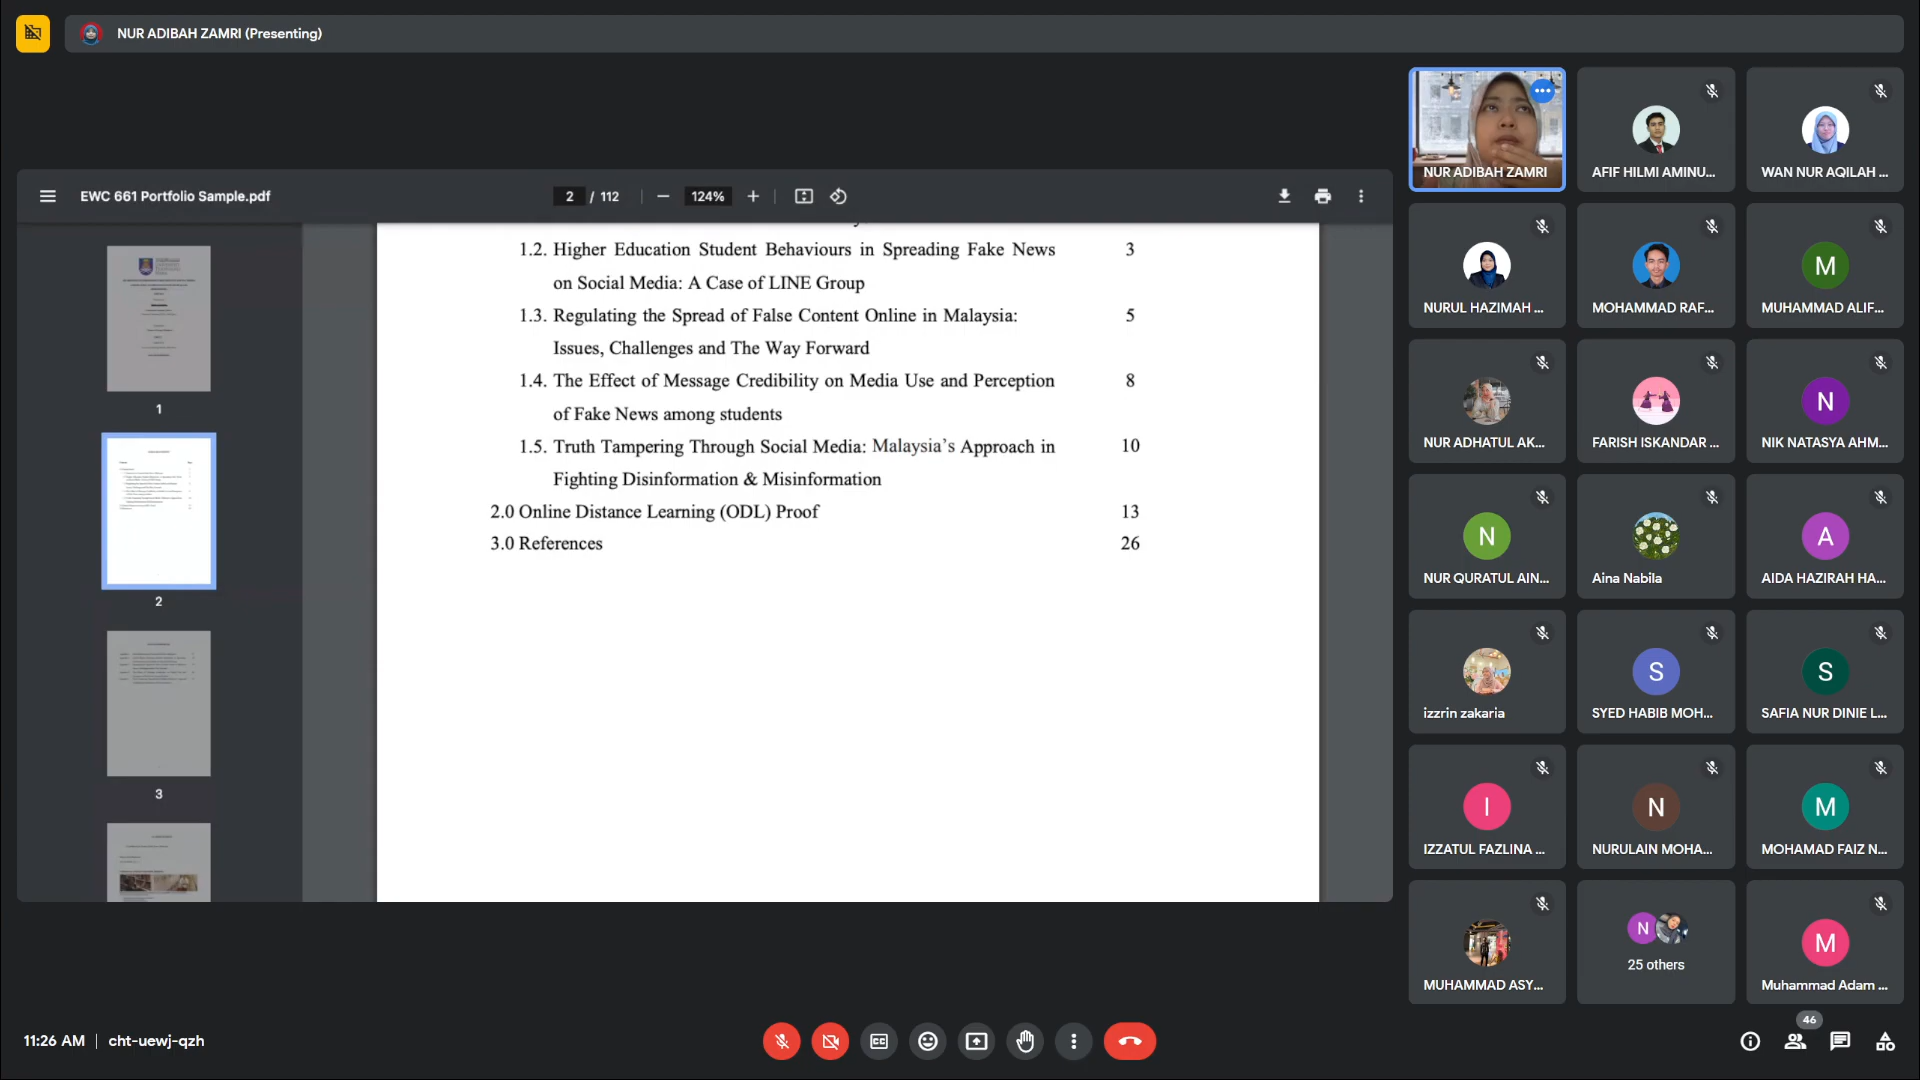 NUR ADIBAH ZAMRI (Presenting)
EWC 661 Portfolio Sample.pdf
2 / 112
124%
1
2
3
1.2. Higher Education Student Behaviours in Spreading Fake News 3
on Social Media: A Case of LINE Group
1.3. Regulating the Spread of False Content Online in Malaysia: 5
Issues, Challenges and The Way Forward
1.4. The Effect of Message Credibility on Media Use and Perception 8
of Fake News among students
1.5. Truth Tampering Through Social Media: Malaysia's Approach in 10
Fighting Disinformation & Misinformation
2.0 Online Distance Learning (ODL) Proof 13
3.0 References 26
NUR ADIBAH ZAMRI
AFIF HILMI AMINU...
WAN NUR AQILAH ...
NURUL HAZIMAH ...
MOHAMMAD RAF...
M
MUHAMMAD ALIF...
NUR ADHATUL AK...
FARISH ISKANDAR ...
N
NIK NATASYA AHM...
N
NUR QURATUL AIN...
Aina Nabila
A
AIDA HAZIRAH HA...
izzrin zakaria
S
SYED HABIB MOH...
S
SAFIA NUR DINIE L...
I
IZZATUL FAZLINA ...
N
NURULAIN MOHA...
M
MOHAMAD FAIZ N...
MUHAMMAD ASY...
N
25 others
M
Muhammad Adam ...
11:26 AM | cht-uewj-qzh
CC
46